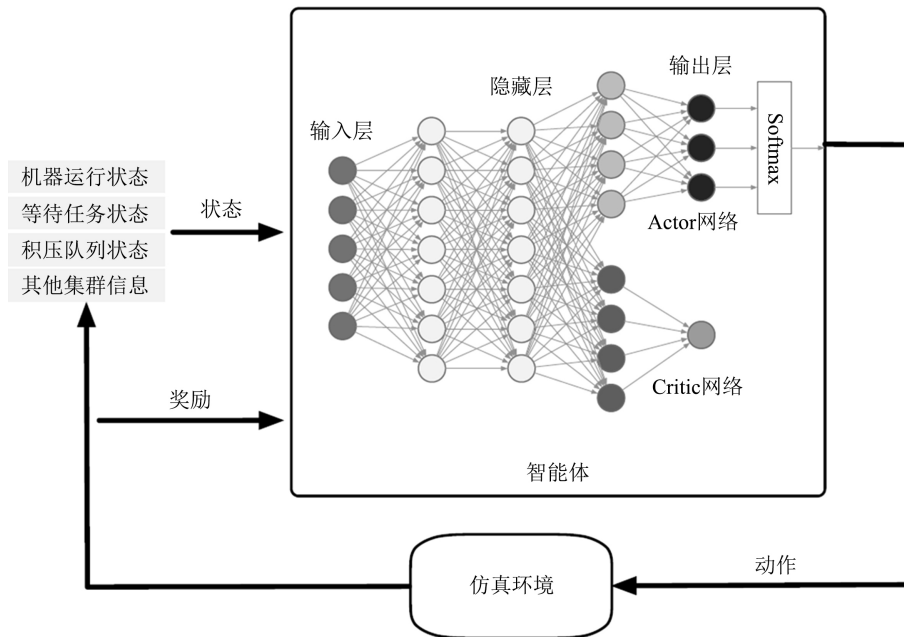 输出层
隐藏层
输入层
Softmax
机器运行状态
等待任务状态
积压队列状态
其他集群信息
状态
Actor网络
Critic网络
奖励
智能体
仿真环境
动作